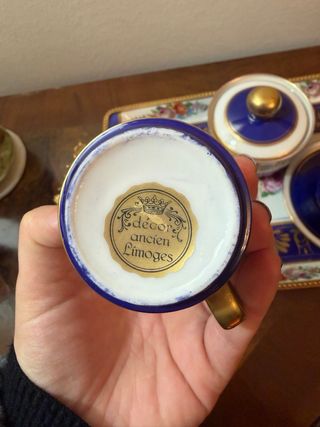 décor
ancien
Limoges